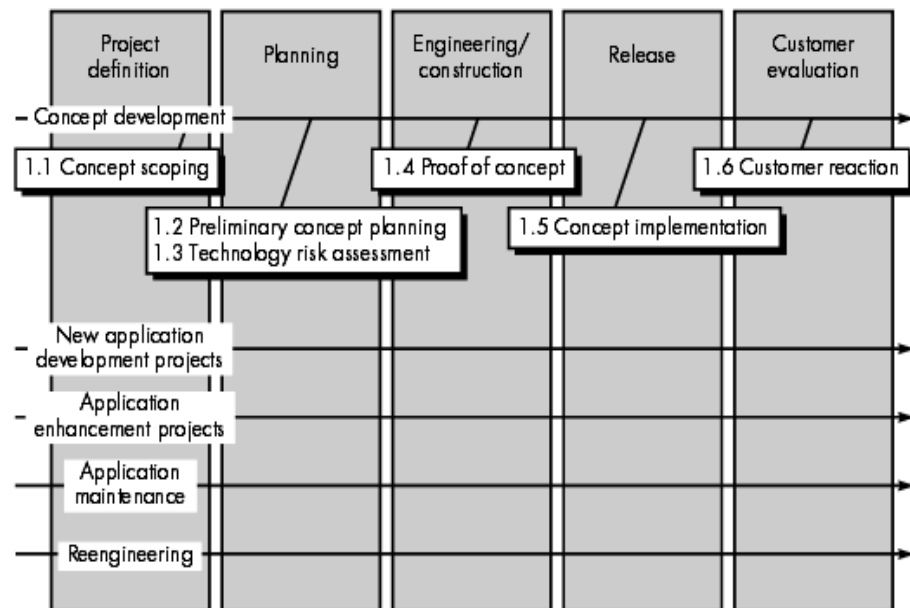 Project
definition
Planning
Engineering/
construction
Release
Customer
evaluation
Concept development
1.1 Concept scoping
1.4 Proof of concept
1.6 Customer reaction
1.2 Preliminary concept planning
1.3 Technology risk assessment
1.5 Concept implementation
New application
development projects
Application
enhancement projects
Application
maintenance
Reengineering